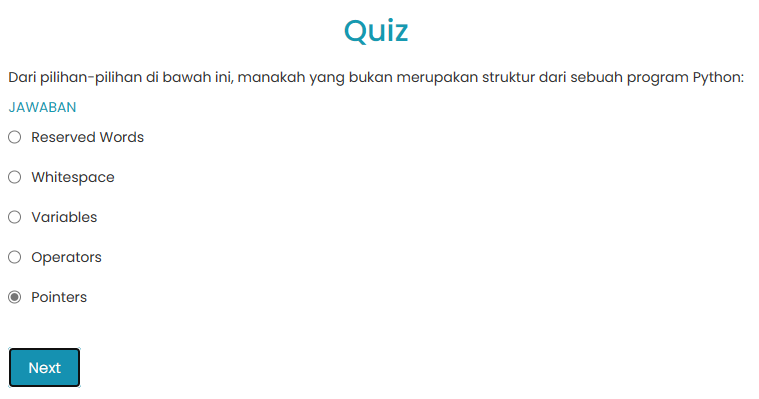 Quiz
Dari pilihan-pilihan di bawah ini, manakah yang bukan merupakan struktur dari sebuah program Python:
JAWABAN
Reserved Words
Whitespace
Variables
Operators
Pointers
Next